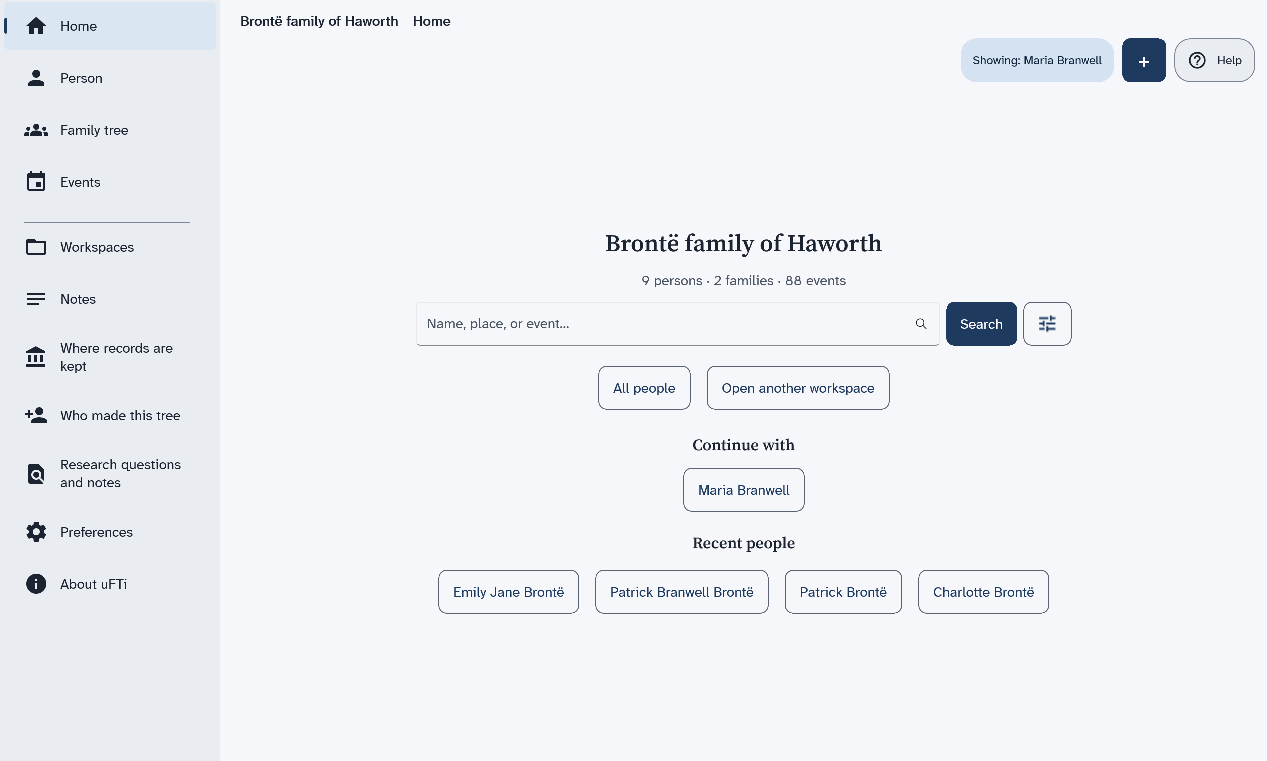 Home
Person
Family tree
Events
Workspaces
Notes
Where records are
kept
Who made this tree
Research questions
and notes
Preferences
About uFTi
Brontë family of Haworth Home
Showing: Maria Branwell
+
Help
Brontë family of Haworth
9 persons · 2 families · 88 events
Name, place, or event...
Search
All people
Open another workspace
Continue with
Maria Branwell
Recent people
Emily Jane Brontë
Patrick Branwell Brontë
Patrick Brontë
Charlotte Brontë